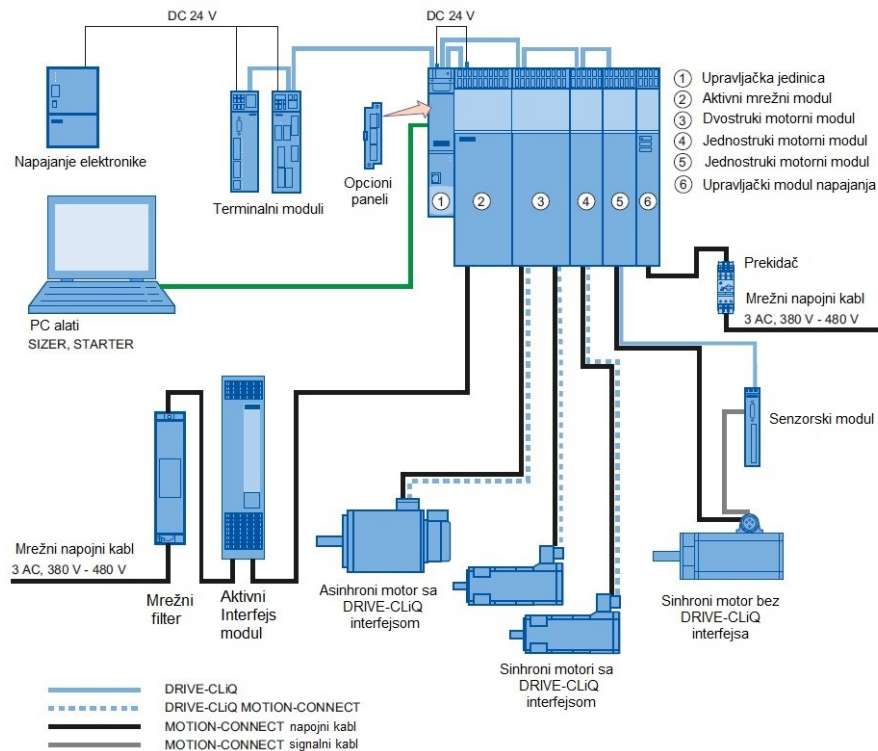 DC 24 V
DC 24 V
Napajanje elektronike
Terminalni moduli
Opcioni
paneli
1
2
3
4
5
6
1 Upravljačka jedinica
2 Aktivni mrežni modul
3 Dvostruki motorni modul
4 Jednostruki motorni modul
5 Jednostruki motorni modul
6 Upravljački modul napajanja
Prekidač
Mrežni napojni kabl
3 AC, 380 V - 480 V
PC alati
SIZER, STARTER
Senzorski modul
Mrežni napojni kabl
3 AC, 380 V - 480 V
Mrežni
filter
Aktivni
Interfejs
modul
Asinhroni motor sa
DRIVE-CLiQ
interfejsom
Sinhroni motori sa
DRIVE-CLiQ
interfejsom
Sinhroni motor bez
DRIVE-CLiQ
interfejsa
DRIVE-CLiQ
DRIVE-CLiQ MOTION-CONNECT
MOTION-CONNECT napojni kabl
MOTION-CONNECT signalni kabl